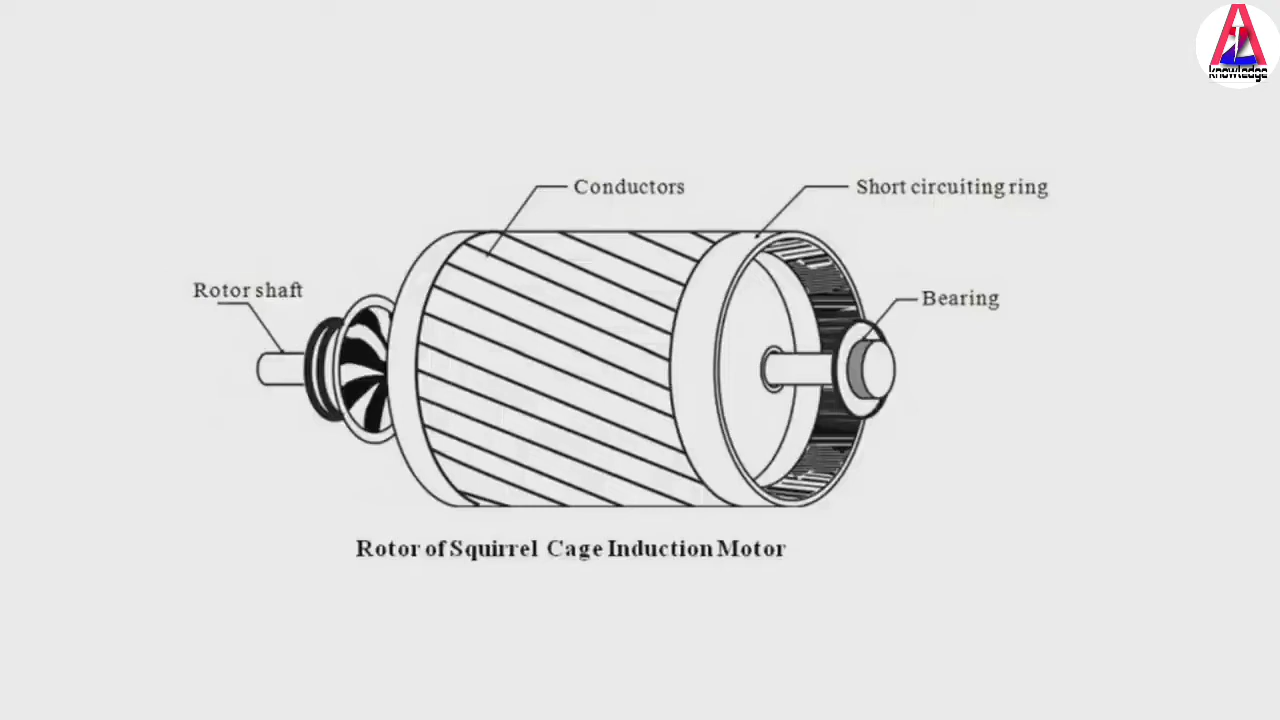 knowledge
Conductors
Short circuiting ring
Rotor shaft
Bearing
Rotor of Squirrel Cage Induction Motor